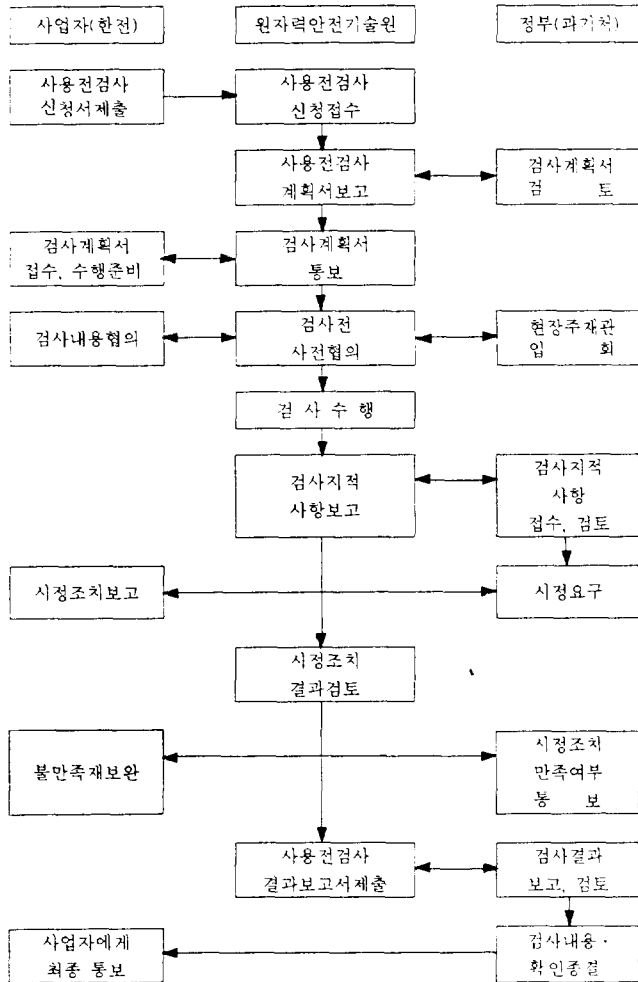 사업자(한전)
원자력안전기술원
정부(과기처)
사용전검사
신청서제출
사용전검사
신청접수
사용전검사
계획서보고
검사계획서
검 토
검사계획서
접수, 수행준비
검사계획서
통보
검사내용협의
검사전
사전협의
현장주재관
입 회
검 사 수 행
검사지적
사항보고
검사지적
사항
접수, 검토
시정조치보고
시정요구
시정조치
결과검토
불만족재보완
시정조치
만족여부
통 보
사용전검사
결과보고서제출
검사결과
보고, 검토
사업자에게
최종 통보
검사내용·
확인종결